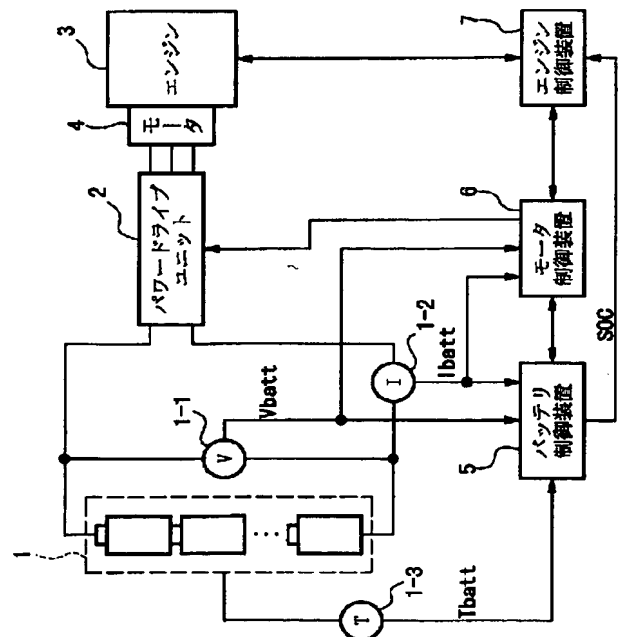 3
エンジン
4
モータ
2
パワードライブ
ユニット
7
エンジン
制御装置
6
モータ
制御装置
5
バッテリ
制御装置
SOC
1-2
I
Ibatt
1-1
V
Vbatt
1
1-3
T
Tbatt